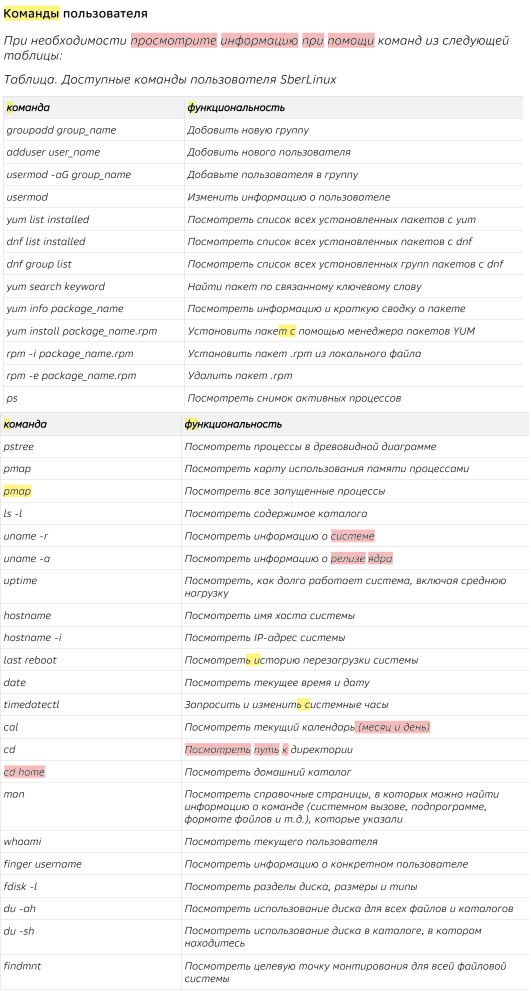 Команды пользователя
При необходимости просмотрите информацию при помощи команд из следующей
таблицы:
Таблица. Доступные команды пользователя SberLinux
команда функциональность
groupadd group_name Добавить новую группу
adduser user_name Добавить нового пользователя
usermod -aG group_name Добавьте пользователя в группу
usermod Изменить информацию о пользователе
yum list installed Посмотреть список всех установленных пакетов с yum
dnf list installed Посмотреть список всех установленных пакетов с dnf
dnf group list Посмотреть список всех установленных групп пакетов с dnf
yum search keyword Найти пакет по связанному ключевому слову
yum info package_name Посмотреть информацию и краткую сводку о пакете
yum install package_name.rpm Установить пакет с помощью менеджера пакетов YUM
rpm -i package_name.rpm Установить пакет .rpm из локального файла
rpm -e package_name.rpm Удалить пакет .rpm
ps Посмотреть снимок активных процессов
команда функциональность
pstree Посмотреть процессы в древовидной диаграмме
pmap Посмотреть карту использования памяти процессами
pmap Посмотреть все запущенные процессы
ls -l Посмотреть содержимое каталога
uname -r Посмотреть информацию о системе
uname -a Посмотреть информацию о релизе ядра
uptime Посмотреть, как долго работает система, включая среднюю
нагрузку
hostname Посмотреть имя хоста системы
hostname -i Посмотреть IP-адрес системы
last reboot Посмотреть историю перезагрузки системы
date Посмотреть текущее время и дату
timedatectl Запросить и изменить системные часы
cal Посмотреть текущий календарь (месяц и день)
cd Посмотреть путь к директории
cd home Посмотреть домашний каталог
man Посмотреть справочные страницы, в которых можно найти
информацию о команде (системном вызове, подпрограмме,
формате файлов и т.д.), которые указали
whoami Посмотреть текущего пользователя
finger username Посмотреть информацию о конкретном пользователе
fdisk -l Посмотреть разделы диска, размеры и типы
du -ah Посмотреть использование диска для всех файлов и каталогов
du -sh Посмотреть использование диска в каталоге, в котором
находитесь
findmnt Посмотреть целевую точку монтирования для всей файловой
системы